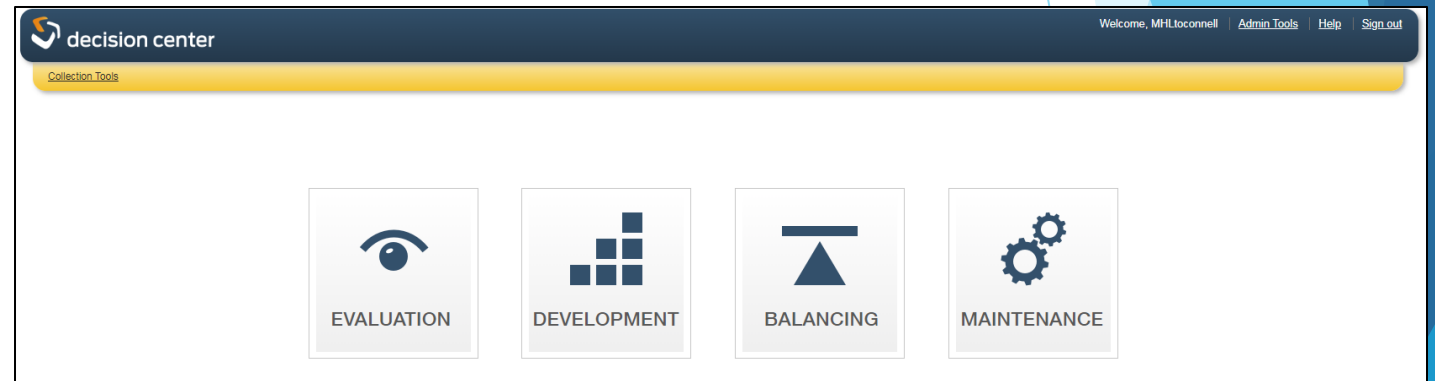 decision center
Welcome, MHLtoconnell Admin Tools Help Sign out
Collection Tools
EVALUATION DEVELOPMENT BALANCING MAINTENANCE